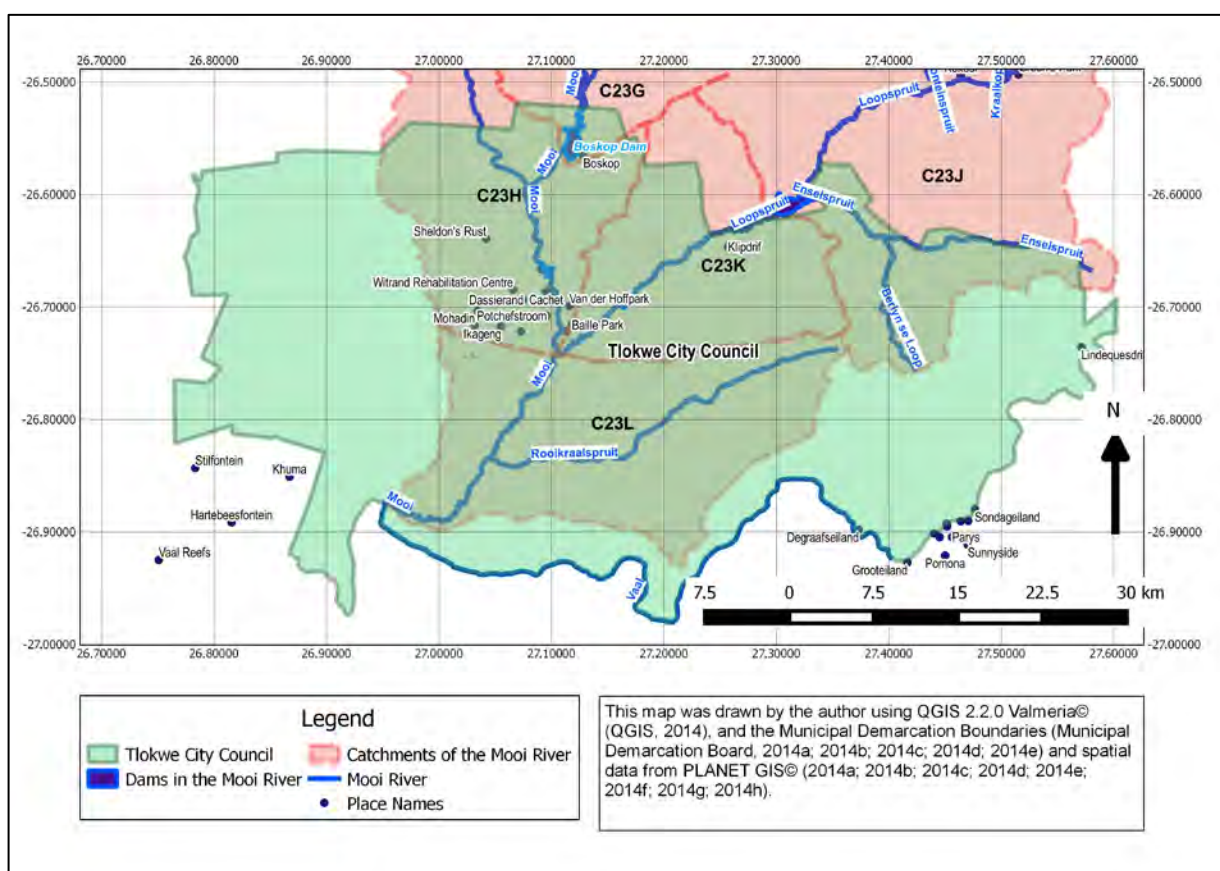 26.70000 26.80000 26.90000 27.00000 27.10000 27.20000 27.30000 27.40000 27.50000 27.60000
-26.50000 -26.50000
Mooi
C23G
Loopspruit
Kraalkop
Boskop Dam
Boskop
Mooi
C23J
-26.60000 -26.60000
C23H
Mooi
Enselspruit
Loopspruit
Sheldon's Rust
Klipdrif
Enselspruit
C23K
Witrand Rehabilitation Centre
Dassierand Cachet
Van der Hoffpark
-26.70000 -26.70000
Mohadin
Potchefstroom
Baille Park
Ikageng
Berlyn se Loop
Tlokwe City Council
Lindequesdri
Mooi
N
-26.80000 -26.80000
C23L
Rooikraalspruit
Stilfontein
Khuma
Mooi
Hartebeesfontein
Sondageiland
-26.90000 -26.90000
Degraafseiland
Parys
Vaal Reefs
Sunnyside
Grooteiland
Pomona
Vaal
7.5 0 7.5 15 22.5 30 km
-27.00000 -27.00000
26.70000 26.80000 26.90000 27.00000 27.10000 27.20000 27.30000 27.40000 27.50000 27.60000
Legend
Tlokwe City Council Catchments of the Mooi River
Dams in the Mooi River Mooi River
Place Names
This map was drawn by the author using QGIS 2.2.0 Valmeria©
(QGIS, 2014), and the Municipal Demarcation Boundaries (Municipal
Demarcation Board, 2014a; 2014b; 2014c; 2014d; 2014e) and spatial
data from PLANET GIS© (2014a; 2014b; 2014c; 2014d; 2014e;
2014f; 2014g; 2014h).